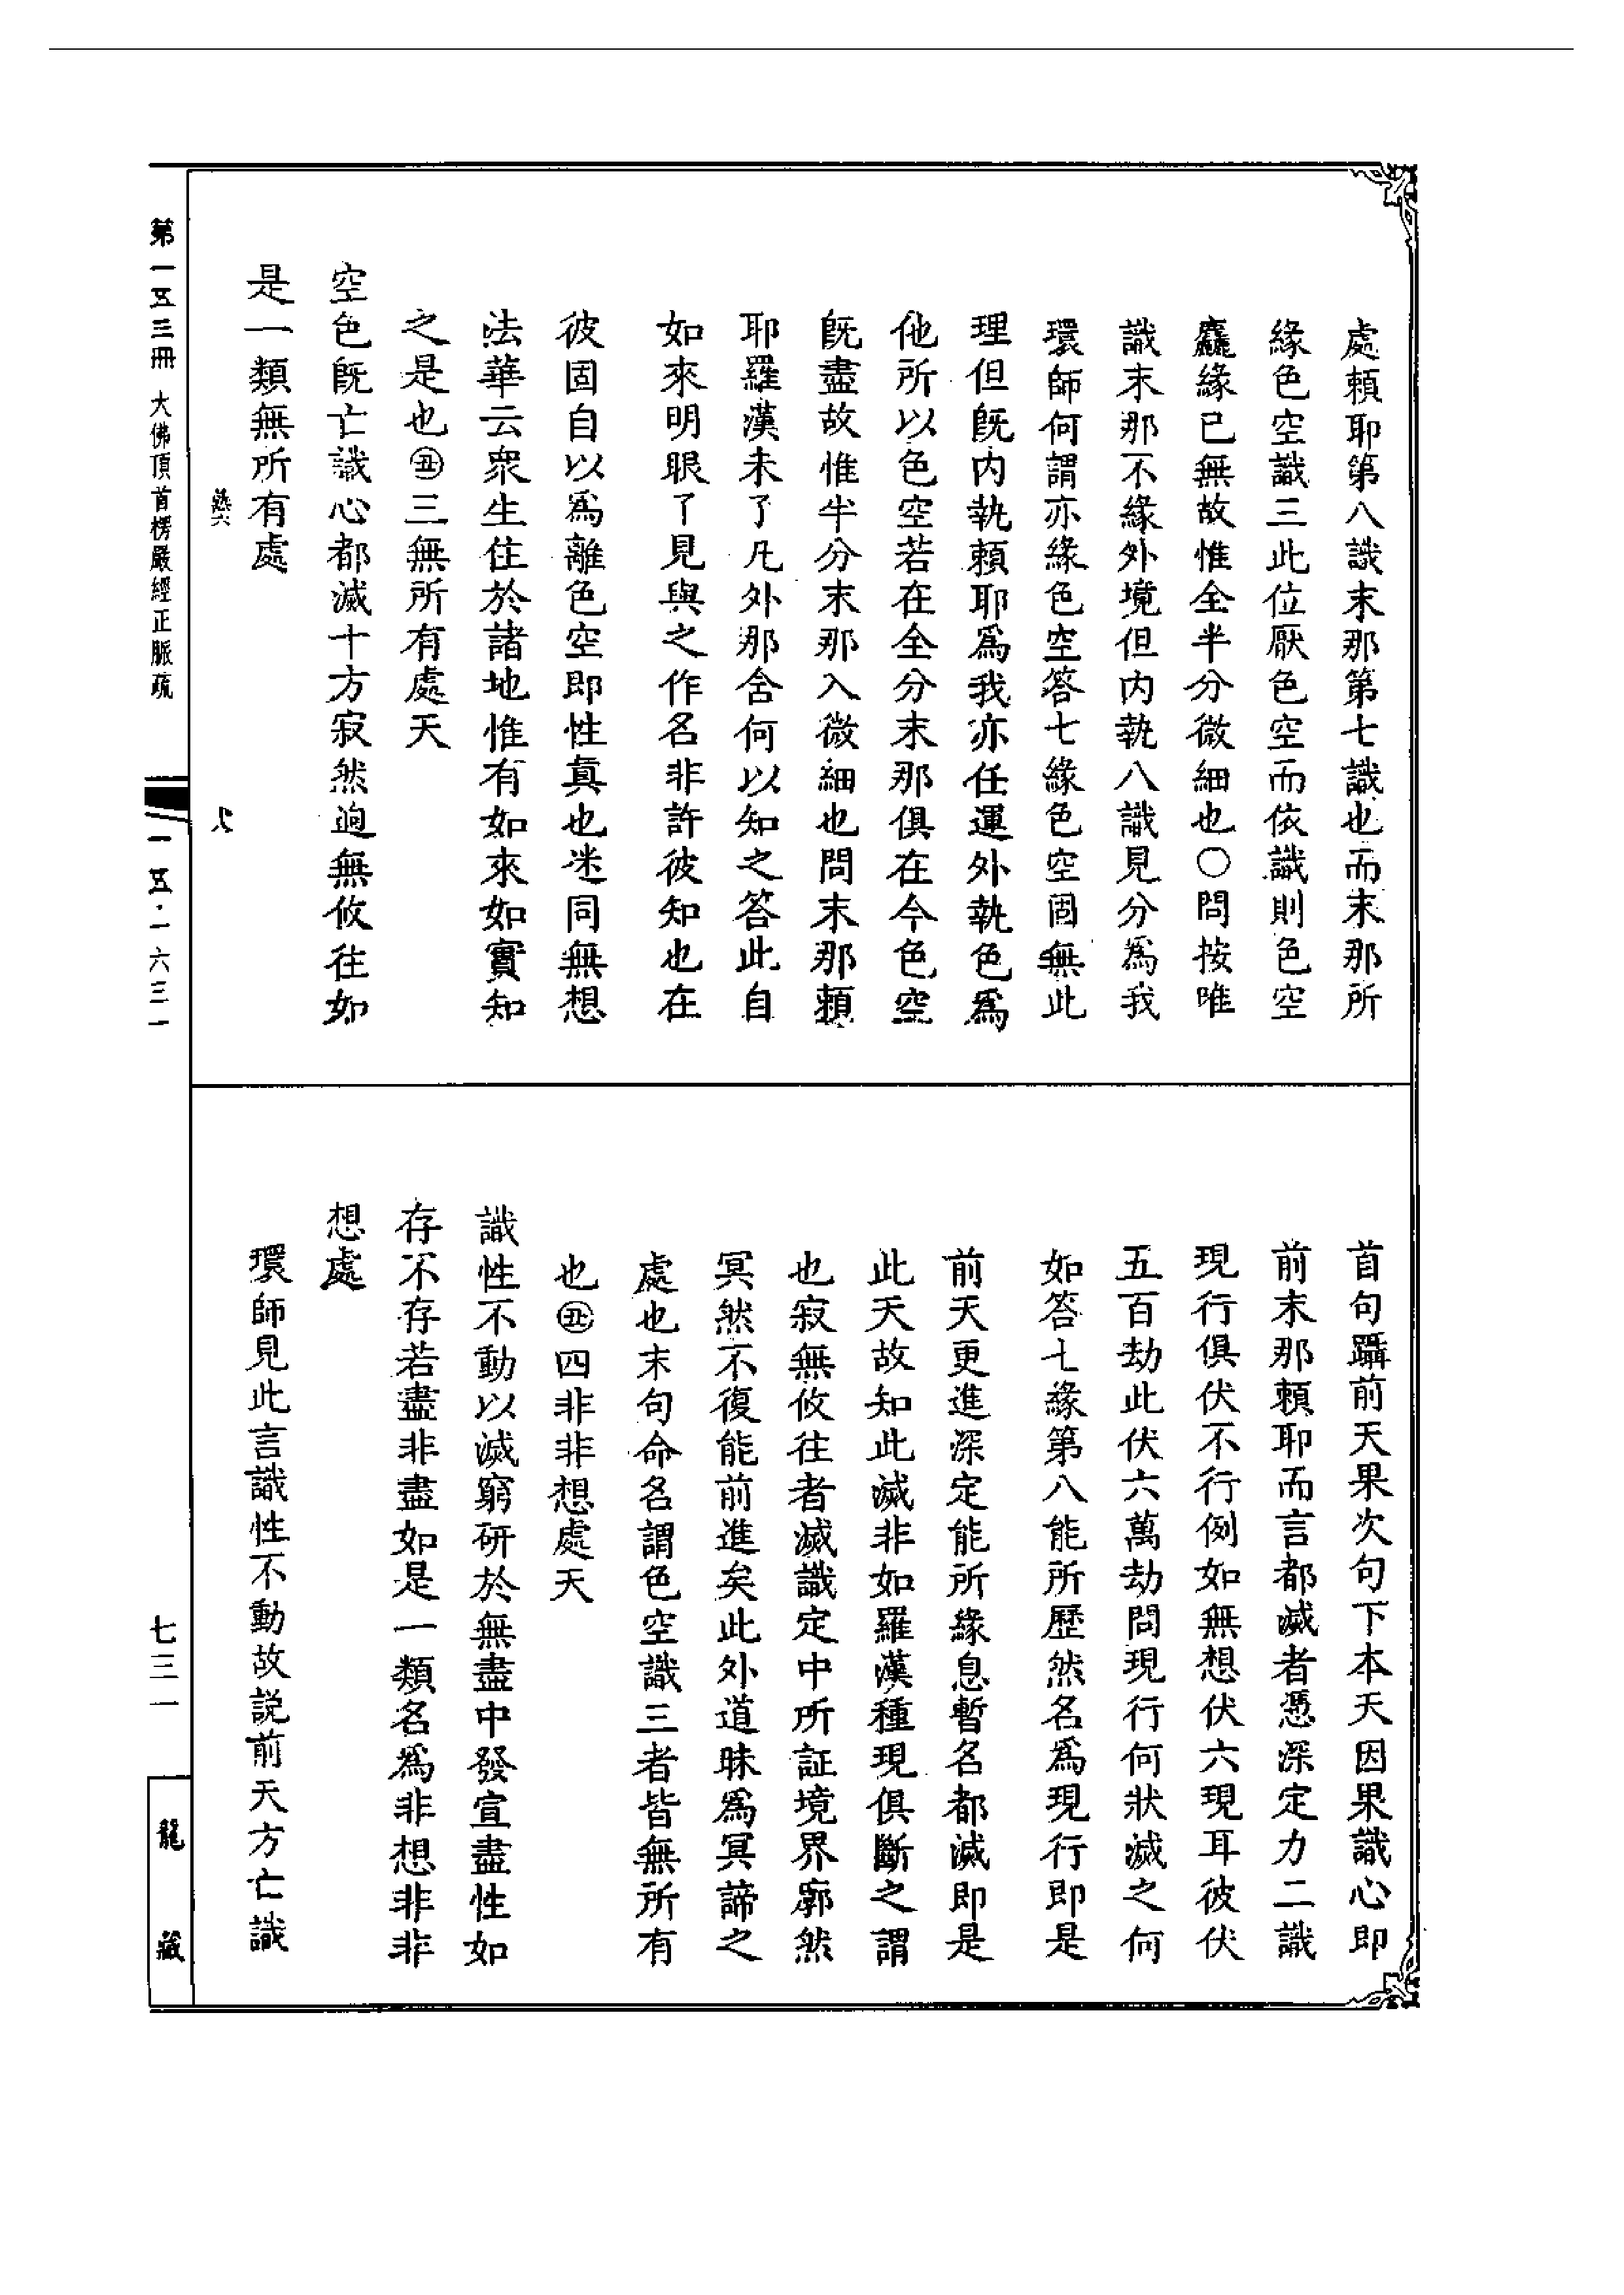 處賴耶第八識末那第七識也而末那所
緣色空識三此位厭色空而依識則色空
麤緣已無故惟全半分微細也〇問按唯
識末那不緣外境但內執八識見分為我
環師何謂亦緣色空答七緣色空固無此
理但既內執賴耶為我亦任運外執色為
他所以色空若在全分末那俱在今色空
既盡故惟半分末那入微細也問末那賴
耶羅漢未了凡外那舍何以知之答此自
如來明眼了見與之作名非許彼知也在
彼固自以為離色空即性真也迷同無想
法華云眾生住於諸地惟有如來如實知
之是也㊄三無所有處天
空色既亡識心都滅十方寂然迥無攸往如
是一類無所有處
首句躡前天果次句下本天因果識心即
前末那賴耶而言都滅者憑深定力二識
現行俱伏不行例如無想伏六現耳彼伏
五百劫此伏六萬劫問現行何狀滅之何
如答七緣第八能所歷然名為現行即是
前天更進深定能所緣息暫名都滅即是
此天故知此滅非如羅漢種現俱斷之謂
也寂無攸往者滅識定中所証境界廓然
冥然不復能前進矣此外道昧為冥諦之
處也末句命名謂色空識三者皆無所有
也丑四非非想處天
識性不動以滅窮研於無盡中發宣盡性如
存不存若盡非盡如是一類名為非想非非
想處
環師見此言識性不動故說前天方亡識
第一五三冊 大佛頂首楞嚴經正脈疏
一五三·一六三一
七三一
龍藏